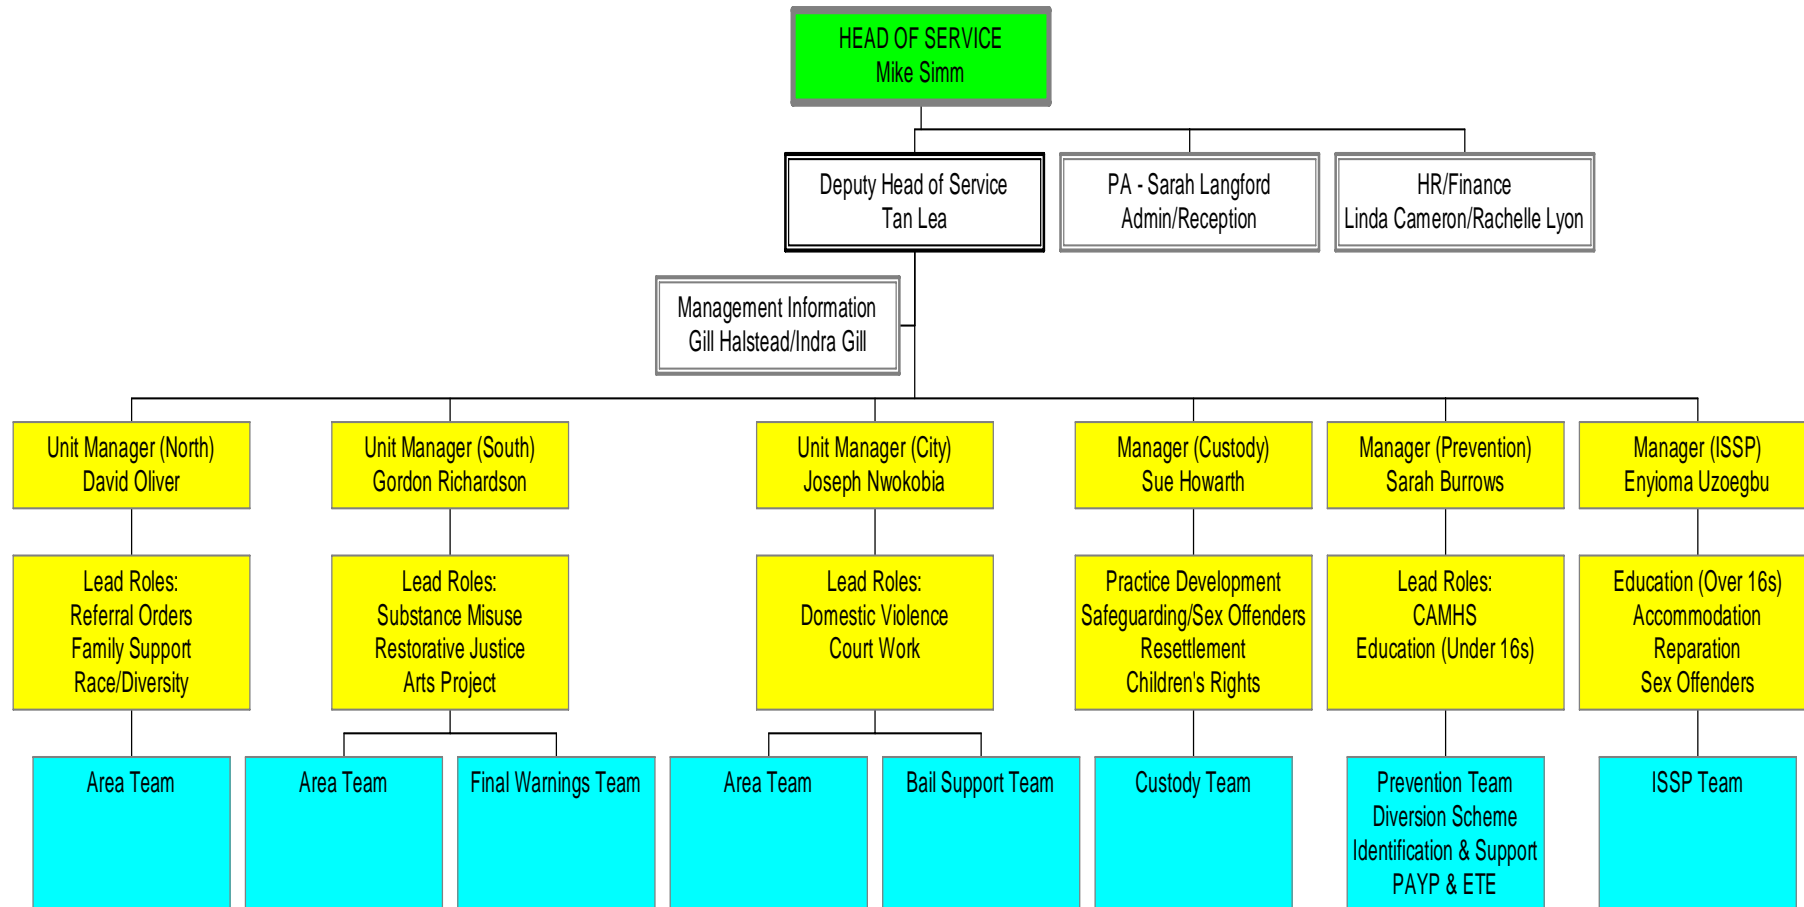 HEAD OF SERVICE
Mike Simm
Deputy Head of Service
Tan Lea
PA - Sarah Langford
Admin/Reception
HR/Finance
Linda Cameron/Rachelle Lyon
Management Information
Gill Halstead/Indra Gill
Unit Manager (North)
David Oliver
Unit Manager (South)
Gordon Richardson
Unit Manager (City)
Joseph Nwokobia
Manager (Custody)
Sue Howarth
Manager (Prevention)
Sarah Burrows
Manager (ISSP)
Enyioma Uzoegbu
Lead Roles:
Referral Orders
Family Support
Race/Diversity
Lead Roles:
Substance Misuse
Restorative Justice
Arts Project
Lead Roles:
Domestic Violence
Court Work
Practice Development
Safeguarding/Sex Offenders
Resettlement
Children's Rights
Lead Roles:
CAMHS
Education (Under 16s)
Education (Over 16s)
Accommodation
Reparation
Sex Offenders
Area Team
Area Team
Final Warnings Team
Area Team
Bail Support Team
Custody Team
Prevention Team
Diversion Scheme
Identification & Support
PAYP & ETE
ISSP Team